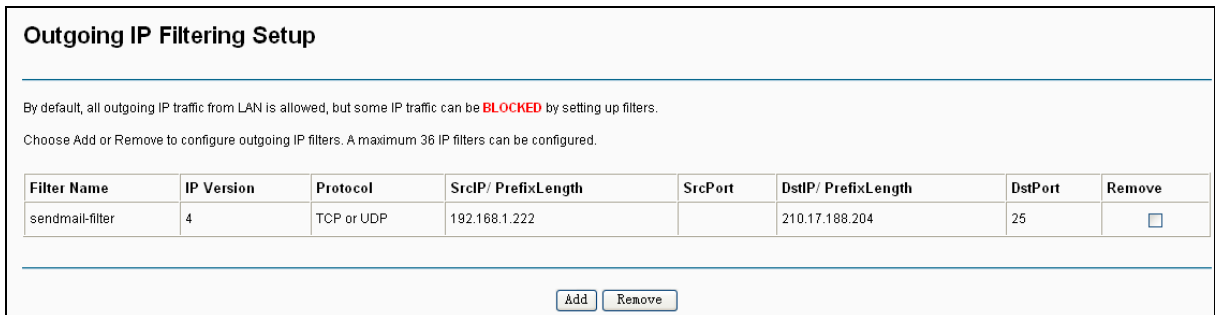 Outgoing IP Filtering Setup
By default, all outgoing IP traffic from LAN is allowed, but some IP traffic can be BLOCKED by setting up filters.
Choose Add or Remove to configure outgoing IP filters. A maximum 36 IP filters can be configured.
Filter Name IP Version Protocol SrcIP/ PrefixLength SrcPort DstIP/ PrefixLength DstPort Remove
sendmail-filter 4 TCP or UDP 192.168.1.222 210.17.188.204 25
Add Remove